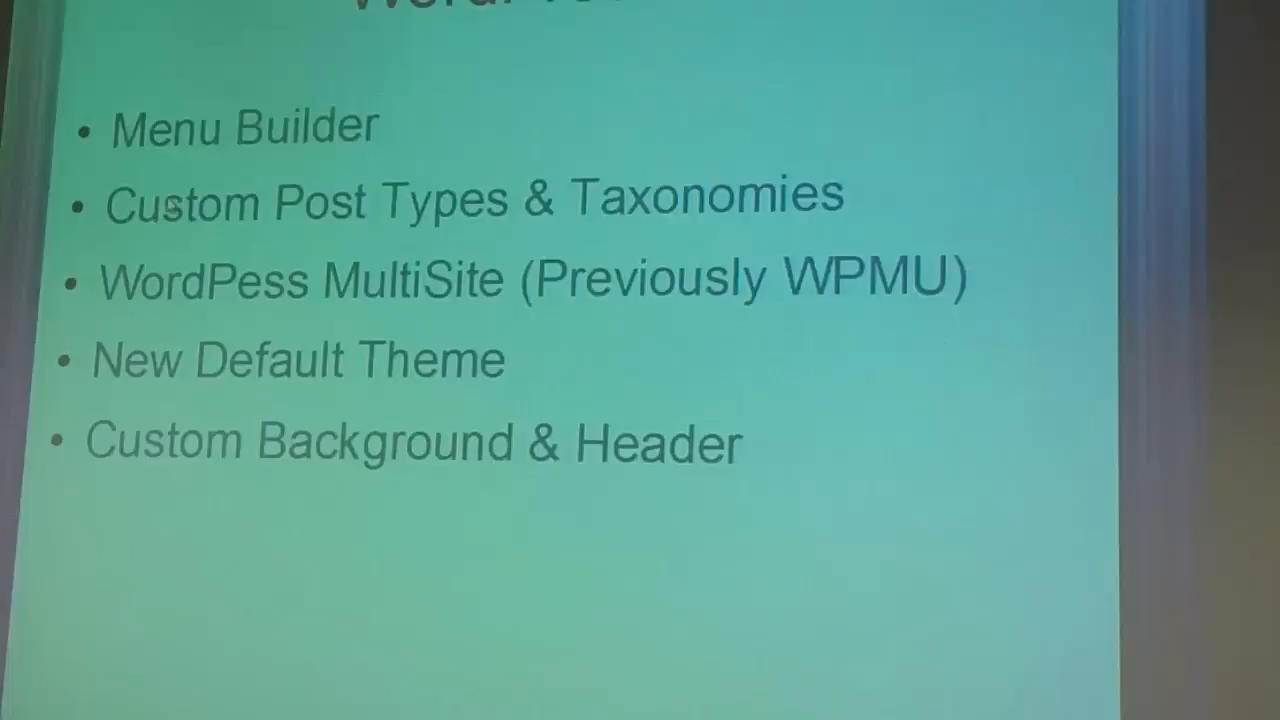 • Menu Builder
• Custom Post Types & Taxonomies
• WordPess MultiSite (Previously WPMU)
• New Default Theme
• Custom Background & Header